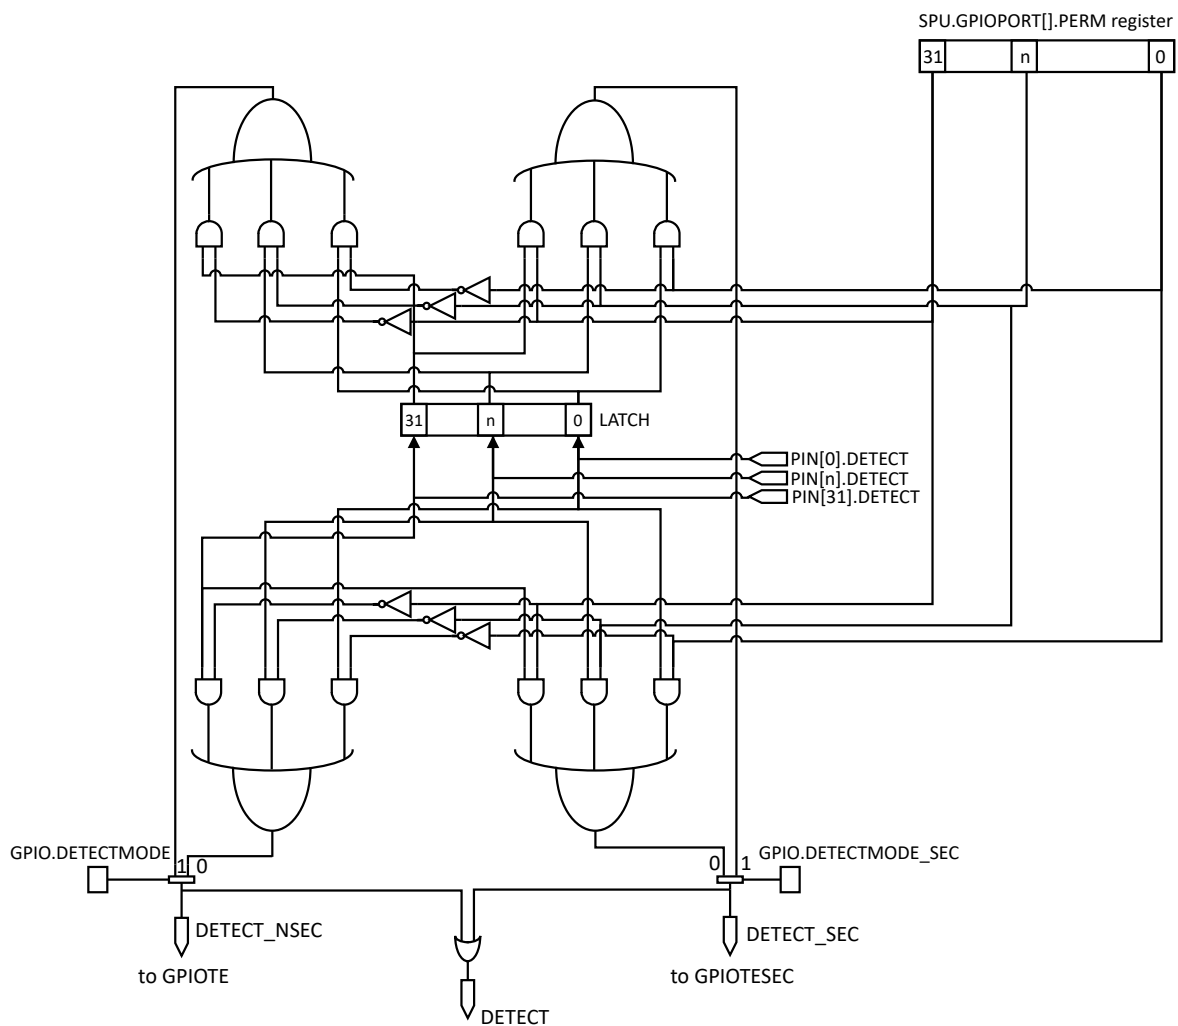 SPU.GPIOPORT[].PERM register
31 n 0
31 n 0 LATCH
PIN[0].DETECT
PIN[n].DETECT
PIN[31].DETECT
GPIO.DETECTMODE 1 0
0 1 GPIO.DETECTMODE_SEC
DETECT_NSEC
DETECT_SEC
to GPIOTE
to GPIOTESEC
DETECT